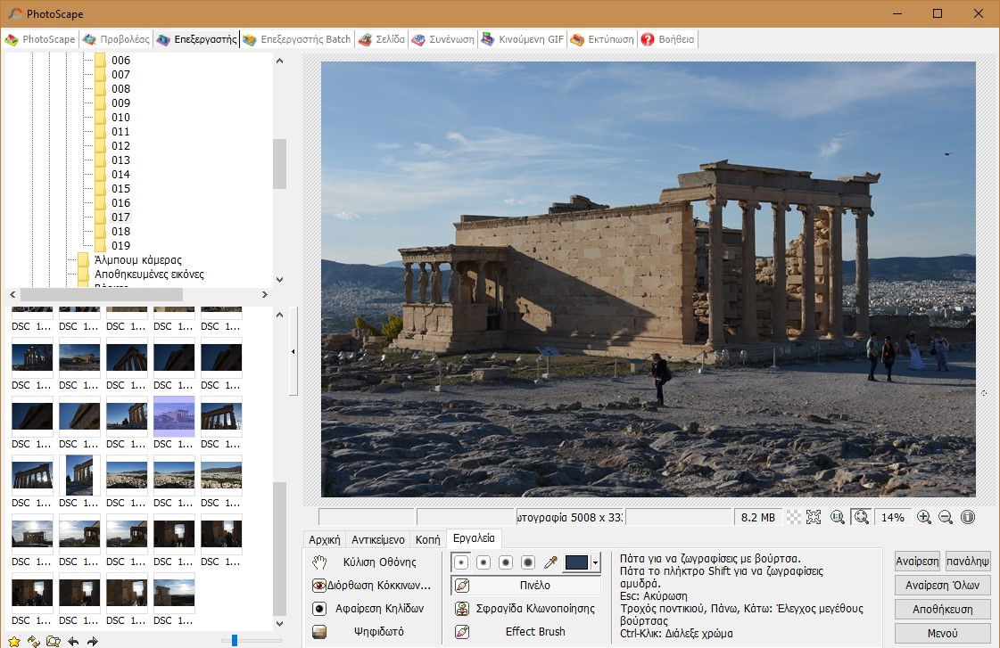 PhotoScape
PhotoScape Προβολέας Επεξεργαστής Επεξεργαστής Batch Σελίδα Συνένωση Κινούμενη GIF Εκτύπωση Βοήθεια
006
007
008
009
010
011
012
013
014
015
016
017
018
019
Άλμπουμ κάμερας
Αποθηκευμένες εικόνες
DSC 1... DSC 1... DSC 1... DSC 1... DSC 1...
DSC 1... DSC 1... DSC 1... DSC 1... DSC 1...
DSC 1... DSC 1... DSC 1... DSC 1... DSC 1...
DSC 1... DSC 1... DSC 1... DSC 1... DSC 1...
DSC 1... DSC 1... DSC 1... DSC 1... DSC 1...
DSC 1... DSC 1... DSC 1... DSC 1...
ωτογραφία 5008 x 333 8.2 MB 14%
Αρχική Αντικείμενο Κοπή Εργαλεία
Κύλιση Οθόνης
Διόρθωση Κόκκινων...
Αφαίρεση Κηλίδων
Ψηφιδωτό
Πινέλο
Σφραγίδα Κλωνοποίησης
Effect Brush
Πάτα για να ζωγραφίσεις με βούρτσα.
Πάτα το πλήκτρο Shift για να ζωγραφίσεις
αμυδρά.
Esc: Ακύρωση
Τροχός ποντικιού, Πάνω, Κάτω: Έλεγχος μεγέθους
βούρτσας
Ctrl-Κλικ: Διάλεξε χρώμα
Αναίρεση πανάληψ
Αναίρεση Όλων
Αποθήκευση
Μενού